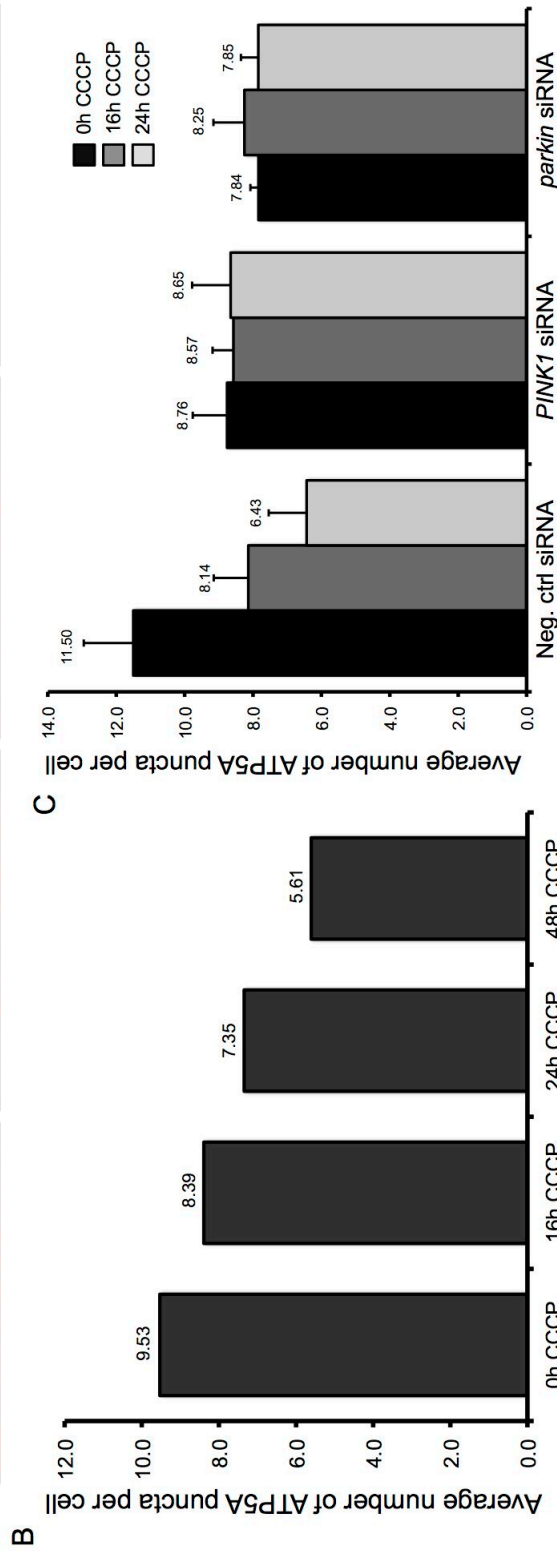 B
Average number of ATP5A puncta per cell
12.0
10.0
8.0
6.0
4.0
2.0
0.0
9.53
8.39
7.35
5.61
0h CCCP
16h CCCP
24h CCCP
48h CCCP
C
Average number of ATP5A puncta per cell
14.0
12.0
10.0
8.0
6.0
4.0
2.0
0.0
0h CCCP
16h CCCP
24h CCCP
11.50
8.14
6.43
8.76
8.57
8.65
7.84
8.25
7.85
Neg. ctrl siRNA
PINK1 siRNA
parkin siRNA